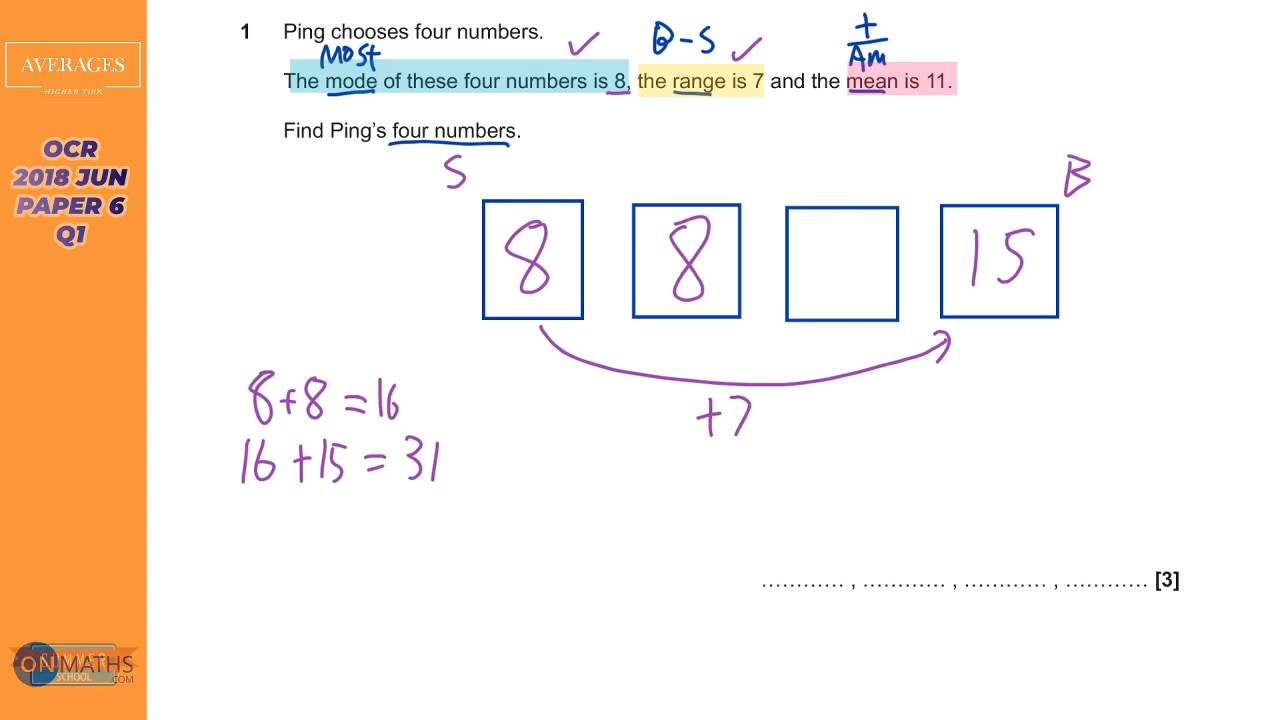 AVERAGES
HIGHER TIER
OCR
2018 JUN
PAPER 6
Q1
1 Ping chooses four numbers.
MOST B-S + Am
The mode of these four numbers is 8, the range is 7 and the mean is 11.
Find Ping's four numbers.
S B
8 8 15
+7
8+8=16
16+15=31
............ , ............ , ............ , ............ [3]
ONMATHS
.COM
SUMMER
SCHOOL